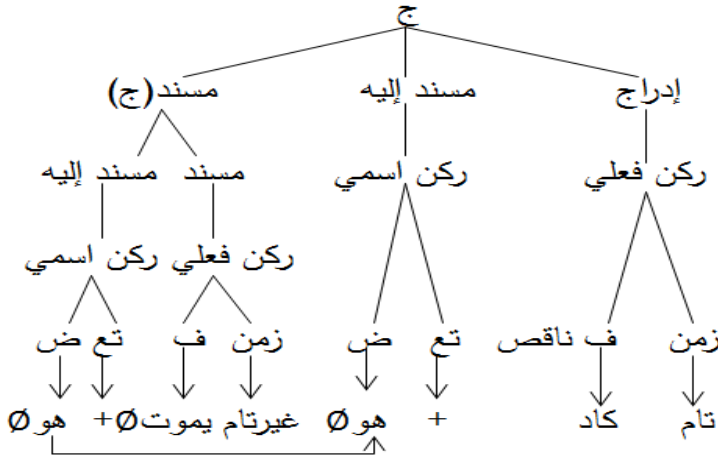 ج
إدراج مسند إليه مسند(ج)
ركن فعلي ركن اسمي مسند مسند إليه
ركن فعلي ركن اسمي
زمن ف ناقص تع ض زمن ف تع ض
تام كاد + هو Ø غيرتام يموت Ø + هو Ø